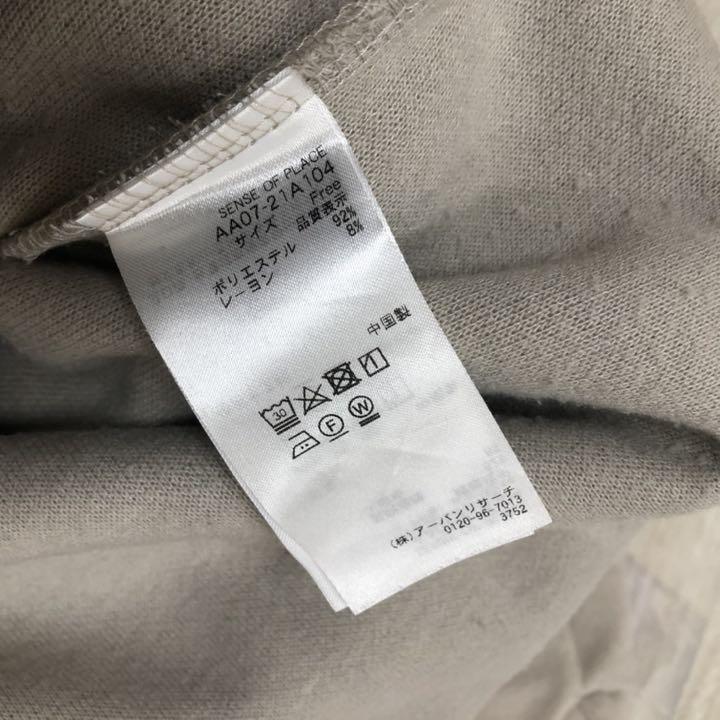 SENSE OF PLACE
AA07-21A104
サイズ Free
品質表示
ポリエステル 92%
レーヨン 8%
中国製
30
F W
(株)アーバンリサーチ
0120-96-7013
3752